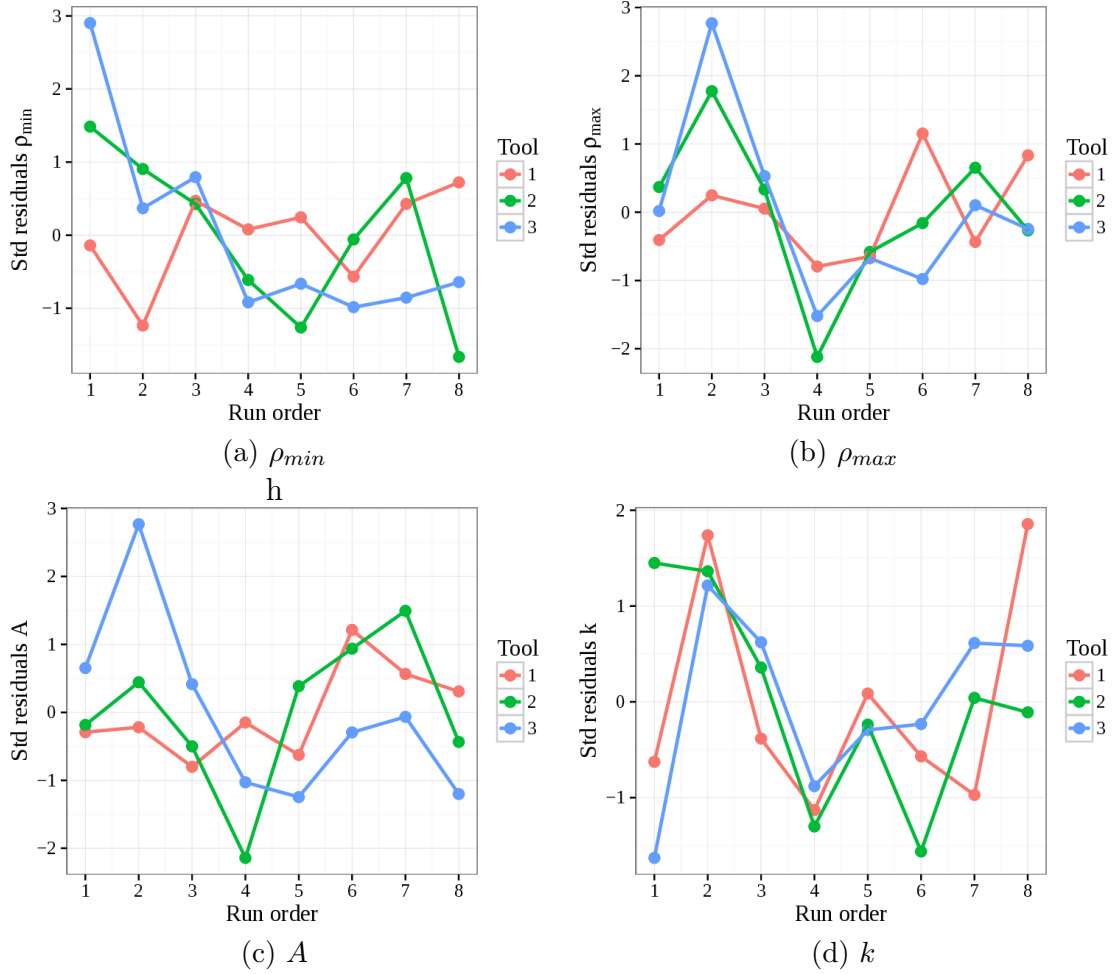 3
2
1
0
−1
Std residuals ρmin
1 2 3 4 5 6 7 8
Run order
Tool
1
2
3
(a) ρmin
h
3
2
1
0
−1
−2
Std residuals ρmax
1 2 3 4 5 6 7 8
Run order
Tool
1
2
3
(b) ρmax
3
2
1
0
−1
−2
Std residuals A
1 2 3 4 5 6 7 8
Run order
Tool
1
2
3
(c) A
2
1
0
−1
Std residuals k
1 2 3 4 5 6 7 8
Run order
Tool
1
2
3
(d) k